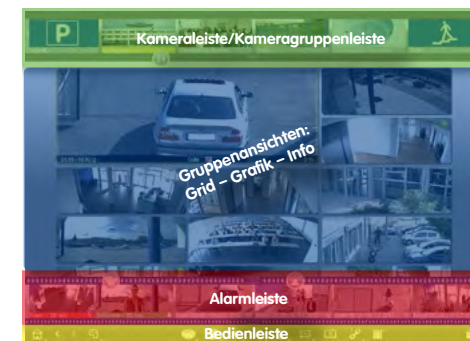 P
Kameraleiste/Kameragruppenleiste
Gruppenansichten:
Grid – Grafik – Info
Alarmleiste
Bedienleiste